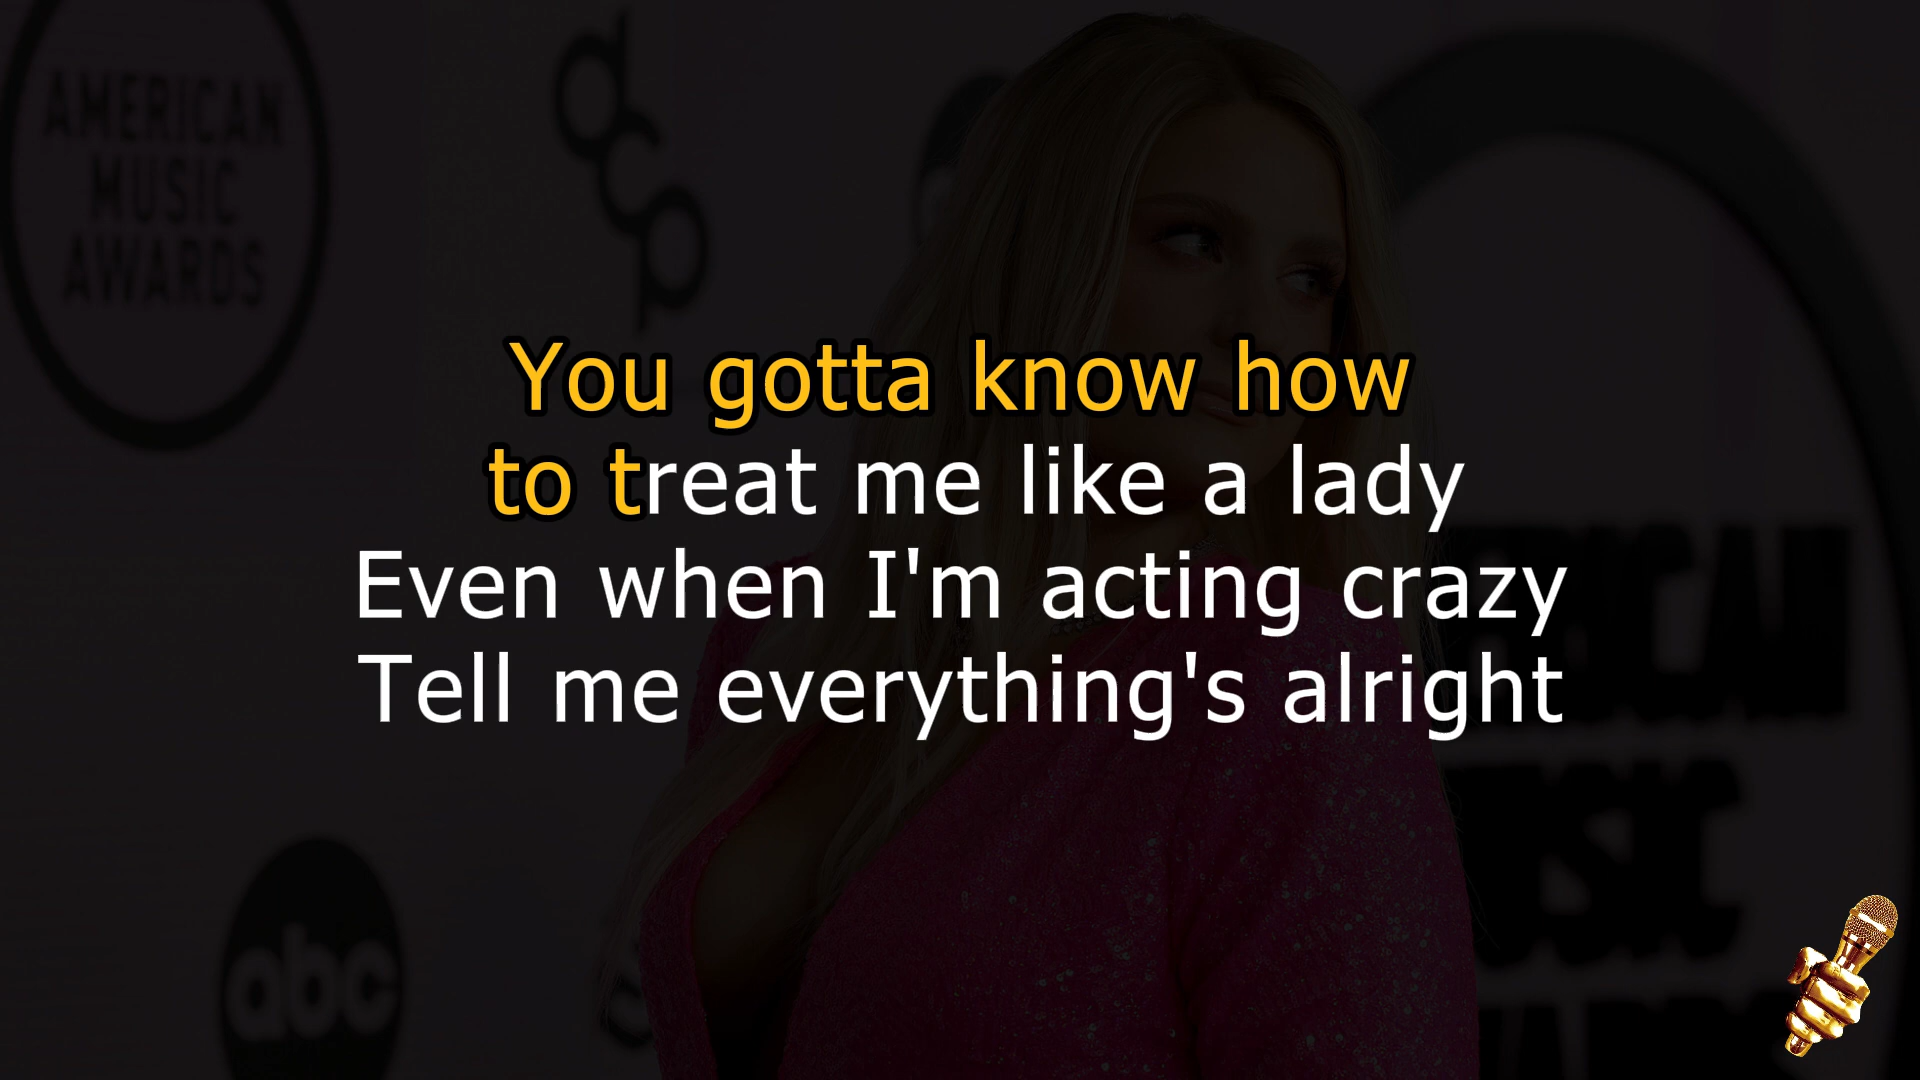 AMERICAN
MUSIC
AWARDS
dcp
You gotta know how
to treat me like a lady
Even when I'm acting crazy
Tell me everything's alright
abc